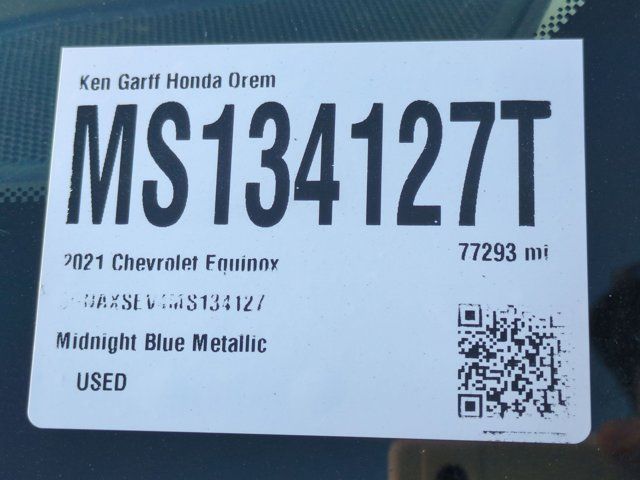 Ken Garff Honda Orem
MS134127T
77293 mi
2021 Chevrolet Equinox
Midnight Blue Metallic
USED